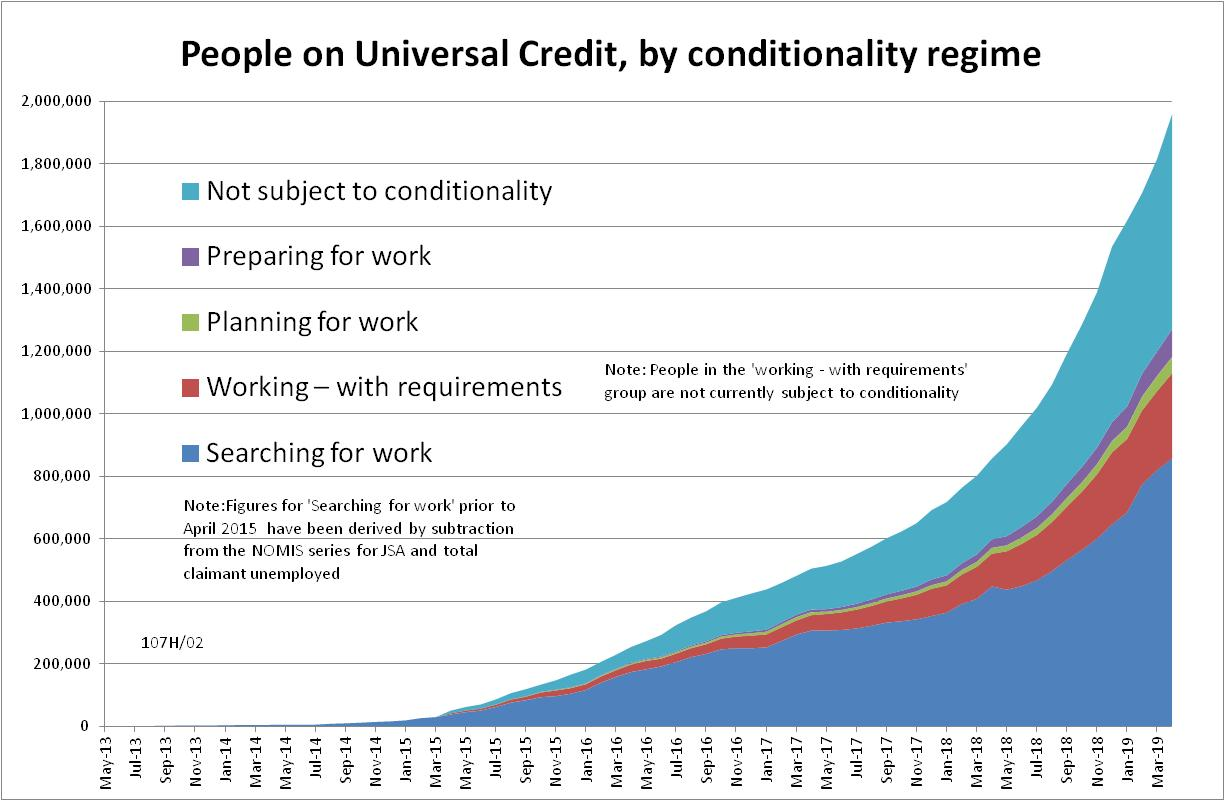 People on Universal Credit, by conditionality regime
2,000,000
1,800,000
1,600,000
1,400,000
1,200,000
1,000,000
800,000
600,000
400,000
200,000
0
Not subject to conditionality
Preparing for work
Planning for work
Working – with requirements
Searching for work
Note: People in the 'working - with requirements'
group are not currently subject to conditionality
Note:Figures for 'Searching for work' prior to
April 2015 have been derived by subtraction
from the NOMIS series for JSA and total
claimant unemployed
107H/02
May-13
Jul-13
Sep-13
Nov-13
Jan-14
Mar-14
May-14
Jul-14
Sep-14
Nov-14
Jan-15
Mar-15
May-15
Jul-15
Sep-15
Nov-15
Jan-16
Mar-16
May-16
Jul-16
Sep-16
Nov-16
Jan-17
Mar-17
May-17
Jul-17
Sep-17
Nov-17
Jan-18
Mar-18
May-18
Jul-18
Sep-18
Nov-18
Jan-19
Mar-19